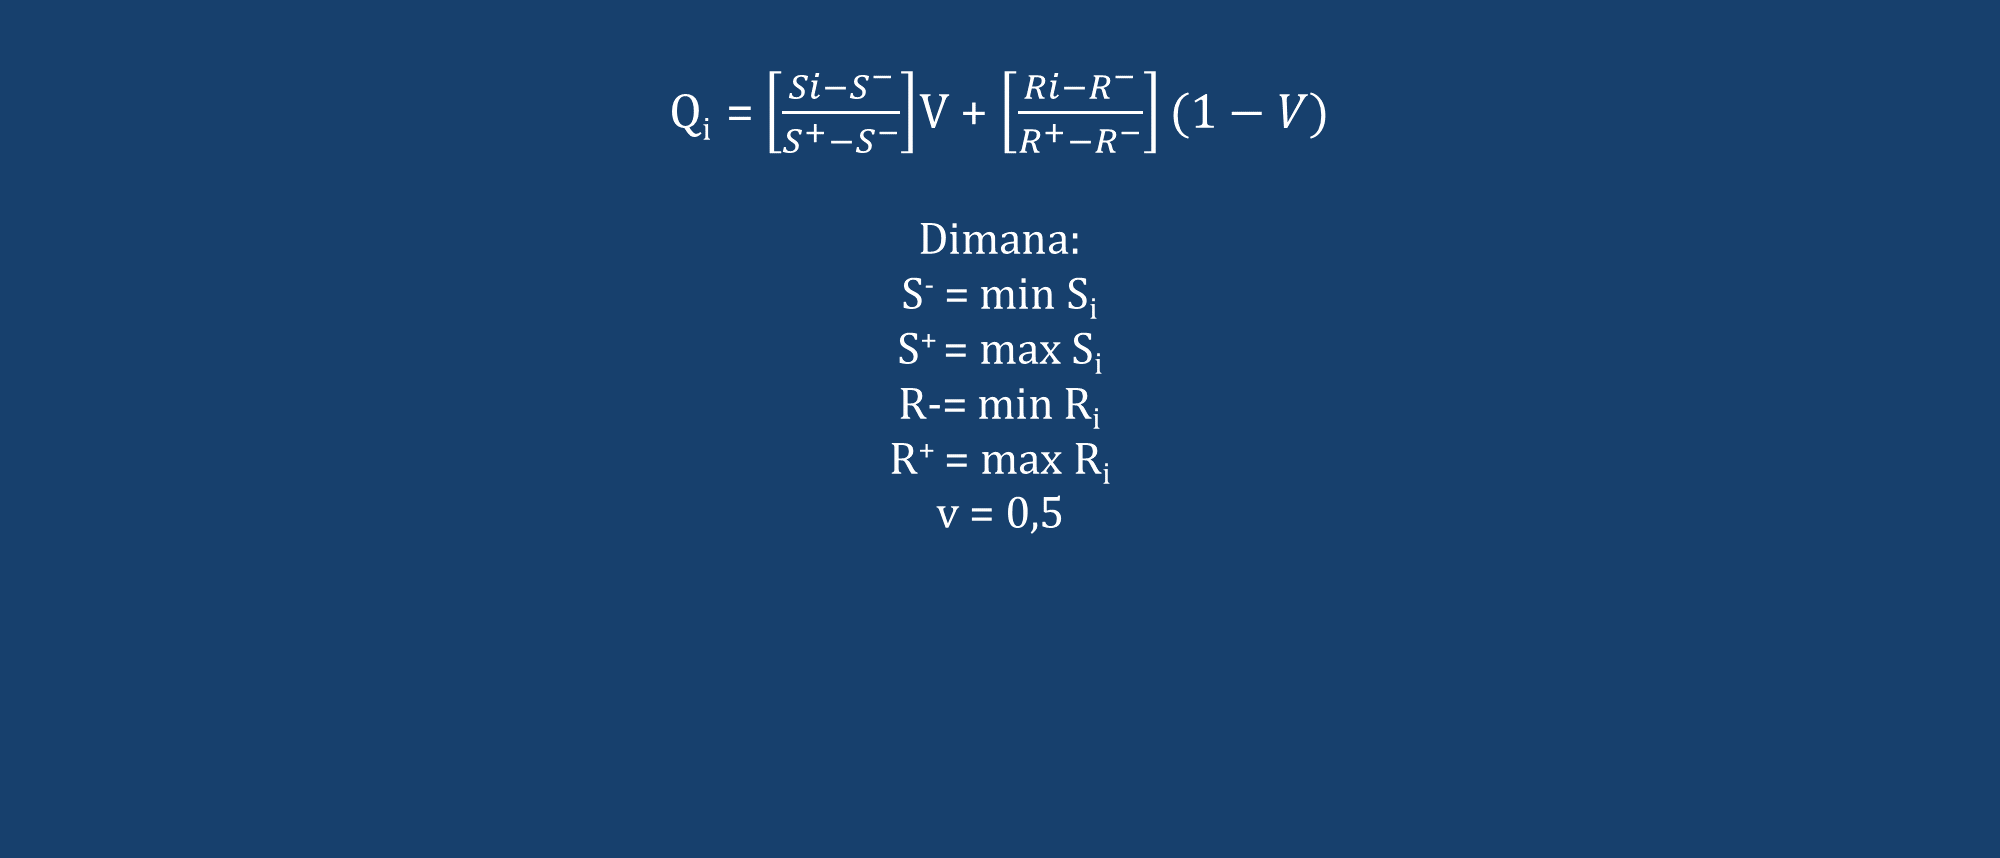 Qᵢ = [Si−S⁻ / S⁺−S⁻]V + [Ri−R⁻ / R⁺−R⁻] (1 − V)
Dimana:
S⁻ = min Sᵢ
S⁺ = max Sᵢ
R-= min Rᵢ
R⁺ = max Rᵢ
v = 0,5